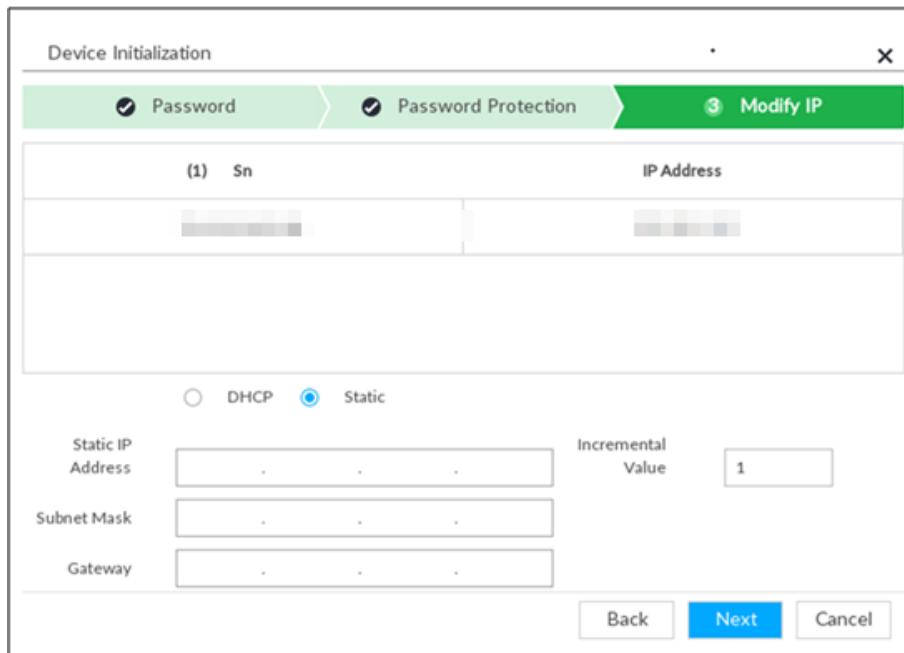 Device Initialization
Password
Password Protection
3 Modify IP
(1) Sn
IP Address
DHCP
Static
Static IP
Address
. . .
Incremental
Value
1
Subnet Mask
. . .
Gateway
. . .
Back
Next
Cancel